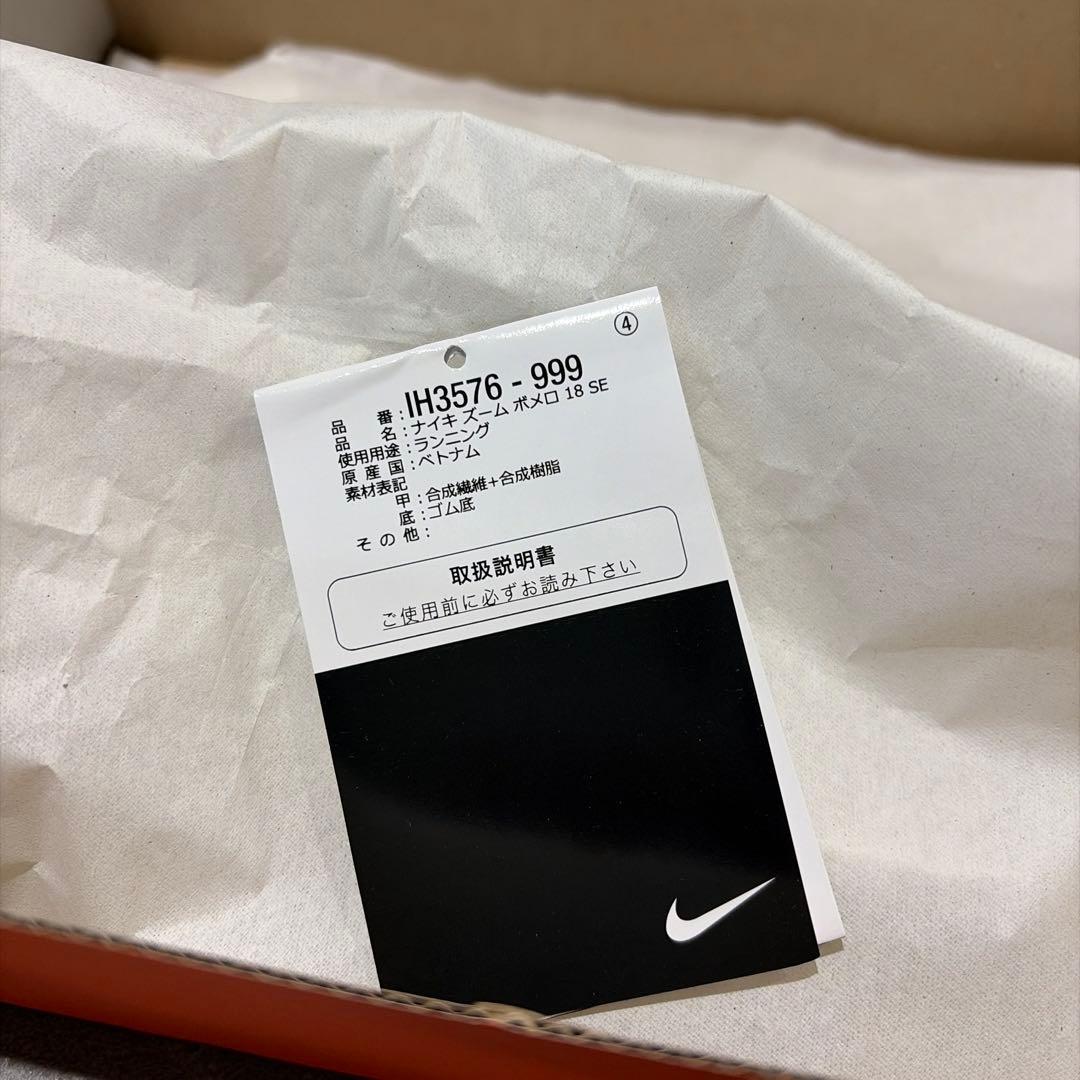 ④
品番:IH3576 - 999
品名:ナイキ ズーム ボメロ 18 SE
使用用途:ランニング
原産国:ベトナム
素材表記
甲:合成繊維+合成樹脂
底:ゴム底
その他:
取扱説明書
ご使用前に必ずお読み下さい